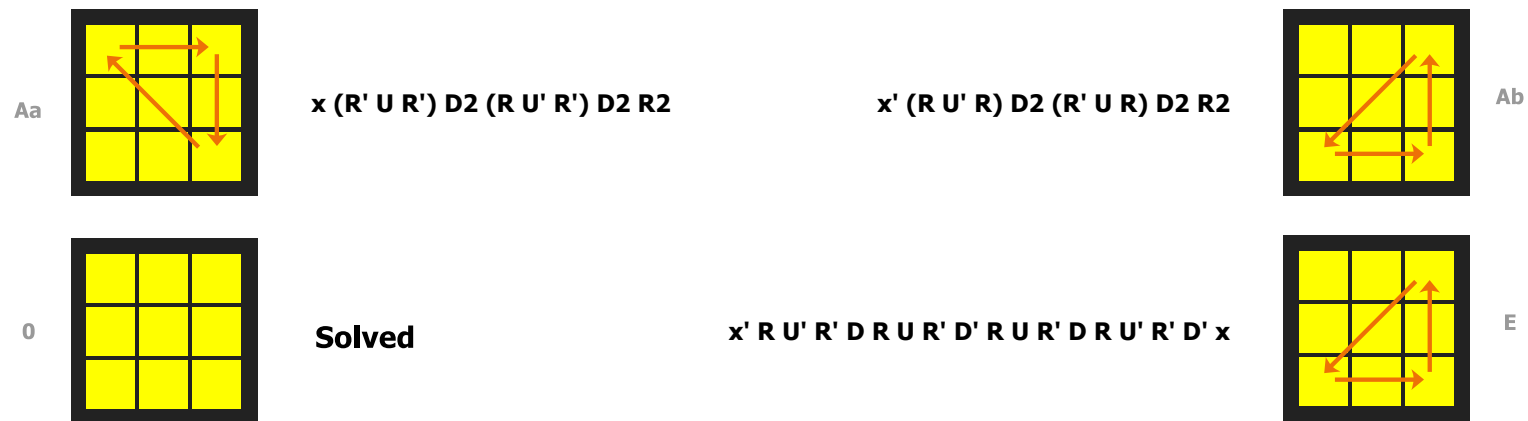 Aa
x (R' U R') D2 (R U' R') D2 R2
x' (R U' R) D2 (R' U R) D2 R2
Ab
0
Solved
x' R U' R' D R U R' D' R U R' D R U' R' D' x
E